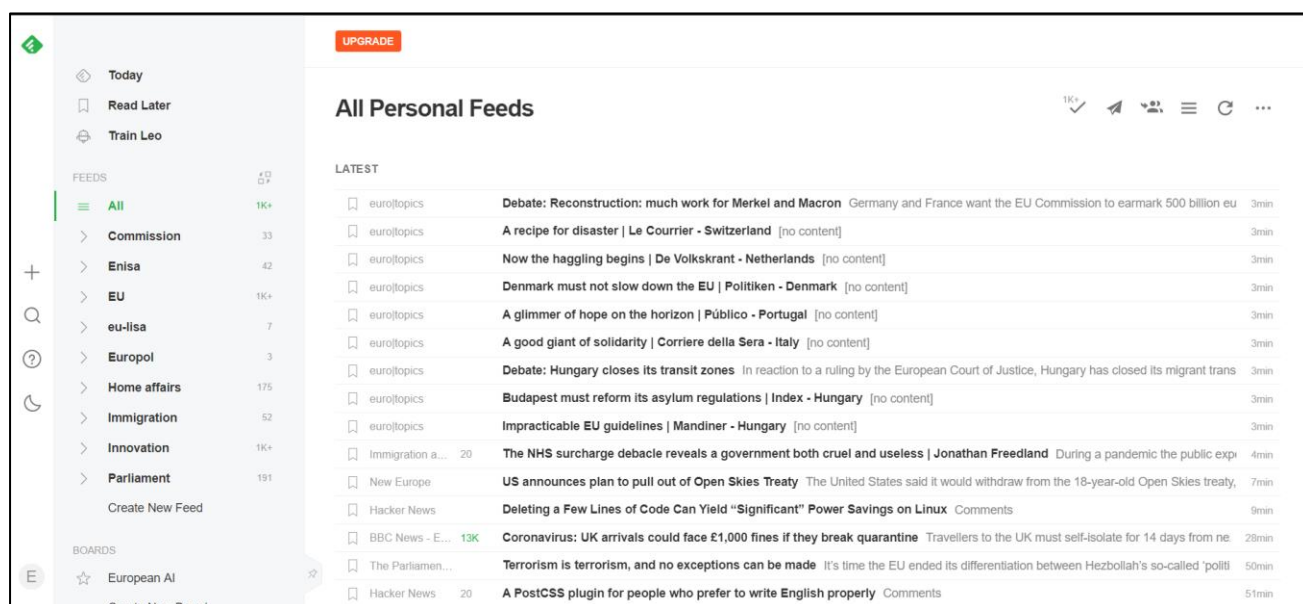 UPGRADE
Today
Read Later
Train Leo
FEEDS
All 1K+
Commission 33
Enisa 42
EU 1K+
eu-lisa 7
Europol 3
Home affairs 175
Immigration 52
Innovation 1K+
Parliament 191
Create New Feed
BOARDS
European AI
E
All Personal Feeds
1K+
LATEST
euro|topics Debate: Reconstruction: much work for Merkel and Macron Germany and France want the EU Commission to earmark 500 billion eu 3min
euro|topics A recipe for disaster | Le Courrier - Switzerland [no content] 3min
euro|topics Now the haggling begins | De Volkskrant - Netherlands [no content] 3min
euro|topics Denmark must not slow down the EU | Politiken - Denmark [no content] 3min
euro|topics A glimmer of hope on the horizon | Público - Portugal [no content] 3min
euro|topics A good giant of solidarity | Corriere della Sera - Italy [no content] 3min
euro|topics Debate: Hungary closes its transit zones In reaction to a ruling by the European Court of Justice, Hungary has closed its migrant trans 3min
euro|topics Budapest must reform its asylum regulations | Index - Hungary [no content] 3min
euro|topics Impracticable EU guidelines | Mandiner - Hungary [no content] 3min
Immigration a... 20 The NHS surcharge debacle reveals a government both cruel and useless | Jonathan Freedland During a pandemic the public exp 4min
New Europe US announces plan to pull out of Open Skies Treaty The United States said it would withdraw from the 18-year-old Open Skies treaty, 7min
Hacker News Deleting a Few Lines of Code Can Yield “Significant” Power Savings on Linux Comments 9min
BBC News - E... 13K Coronavirus: UK arrivals could face £1,000 fines if they break quarantine Travellers to the UK must self-isolate for 14 days from ne 28min
The Parliamen... Terrorism is terrorism, and no exceptions can be made It's time the EU ended its differentiation between Hezbollah's so-called 'politi 50min
Hacker News 20 A PostCSS plugin for people who prefer to write English properly Comments 51min